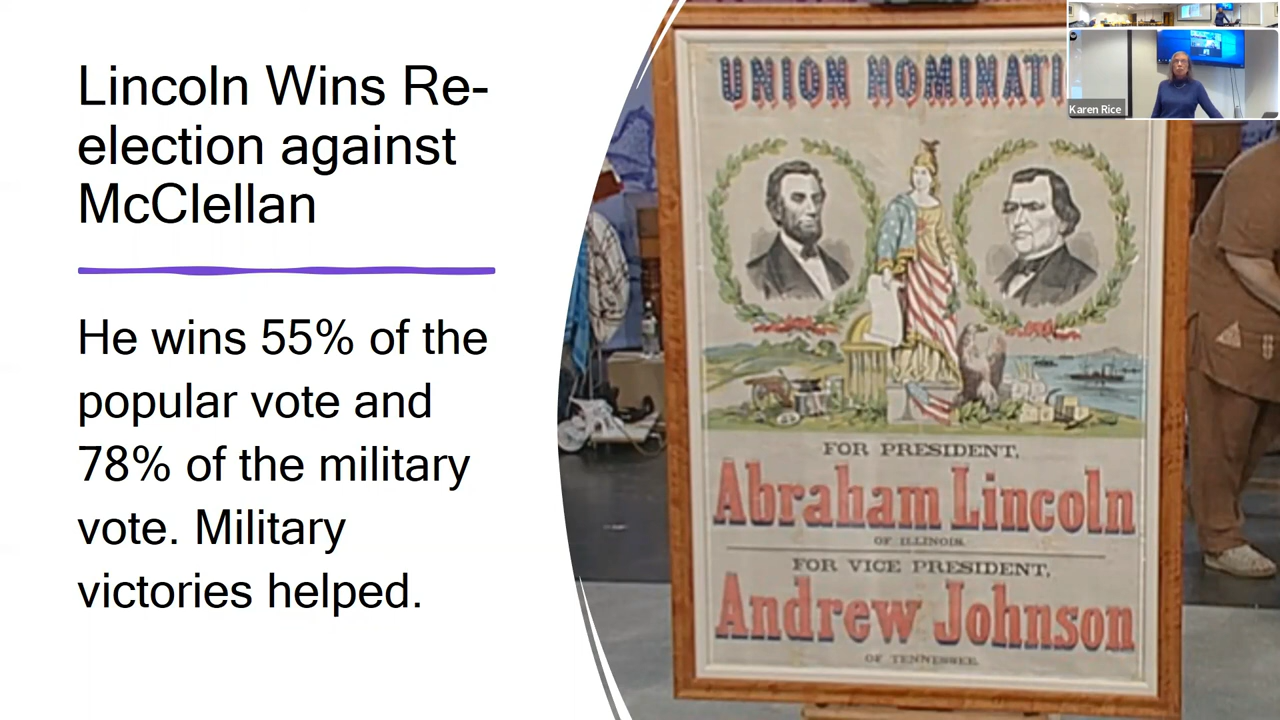 Lincoln Wins Re-
election against
McClellan
He wins 55% of the
popular vote and
78% of the military
vote. Military
victories helped.
UNION NOMINATI
FOR PRESIDENT,
Abraham Lincoln
OF ILLINOIS.
FOR VICE PRESIDENT,
Andrew Johnson
OF TENNESSEE.
Karen Rice